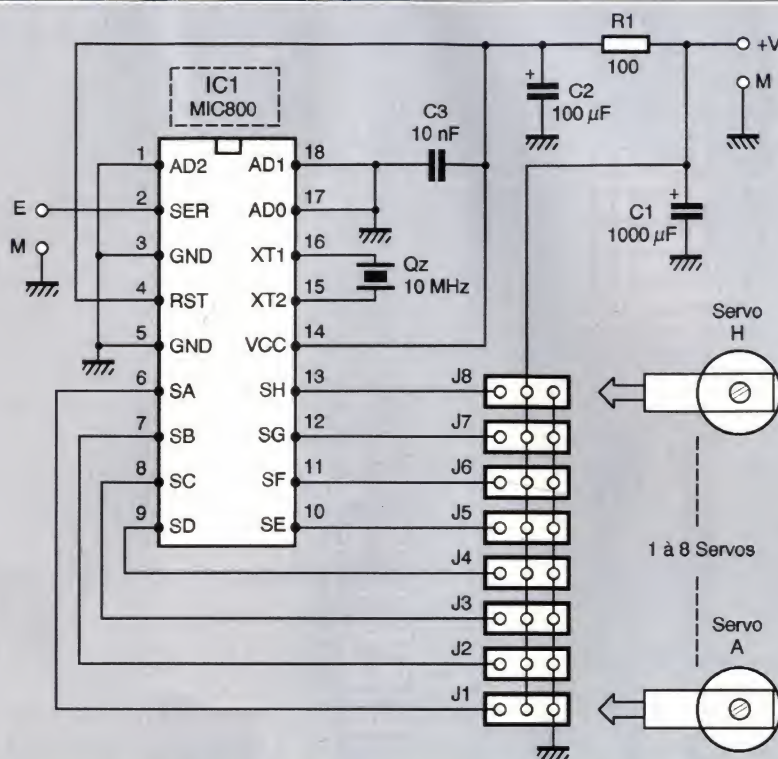 R1
100
+V
M
C2
100 µF
C3
10 nF
C1
1000 µF
IC1
MIC800
1 AD2 AD1 18
E 2 SER AD0 17
M 3 GND XT1 16
4 RST XT2 15
Qz
10 MHz
5 GND VCC 14
6 SA SH 13 J8
7 SB SG 12 J7
8 SC SF 11 J6
9 SD SE 10 J5
J4
J3
J2
J1
Servo
H
1 à 8 Servos
Servo
A